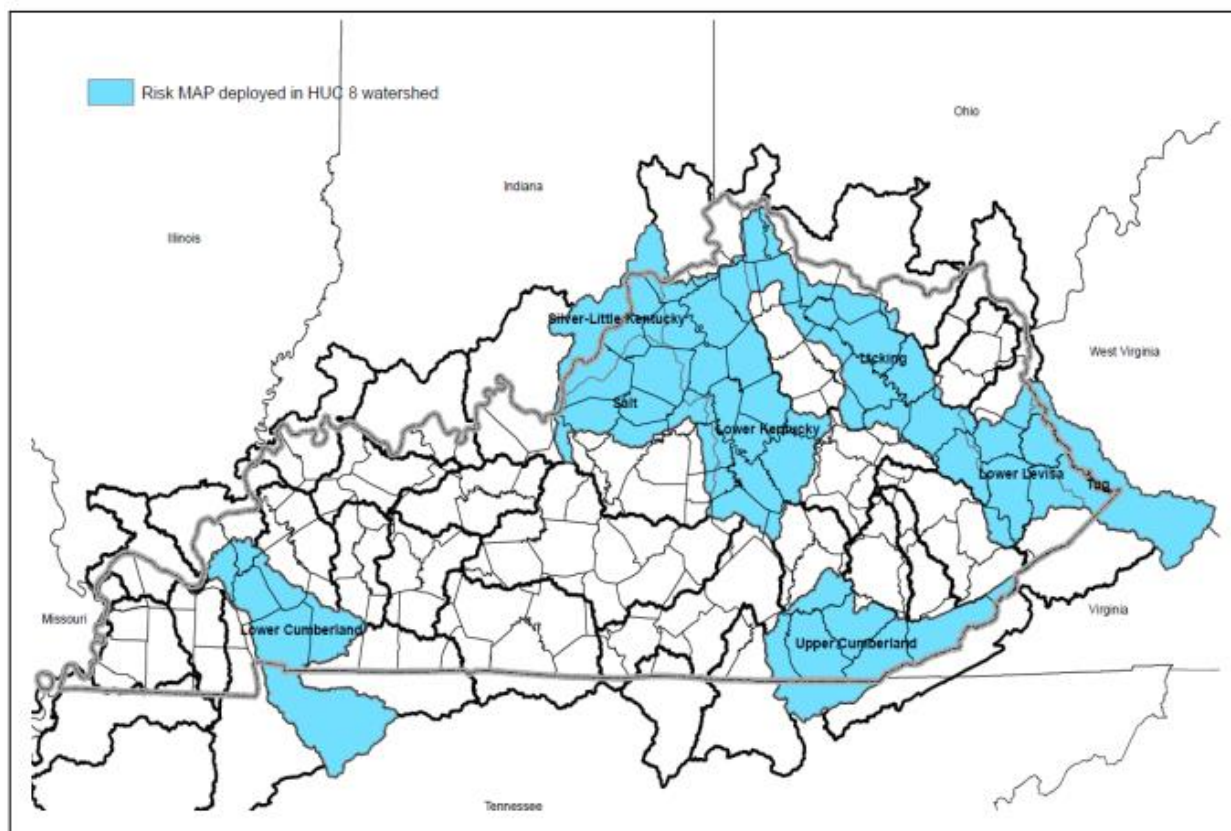 Risk MAP deployed in HUC 8 watershed
Ohio
Indiana
Illinois
Silver-Little Kentucky
West Virginia
Licking
Salt
Lower Kentucky
Lower Levisa
Tug
Missouri
Virginia
Lower Cumberland
Upper Cumberland
Tennessee